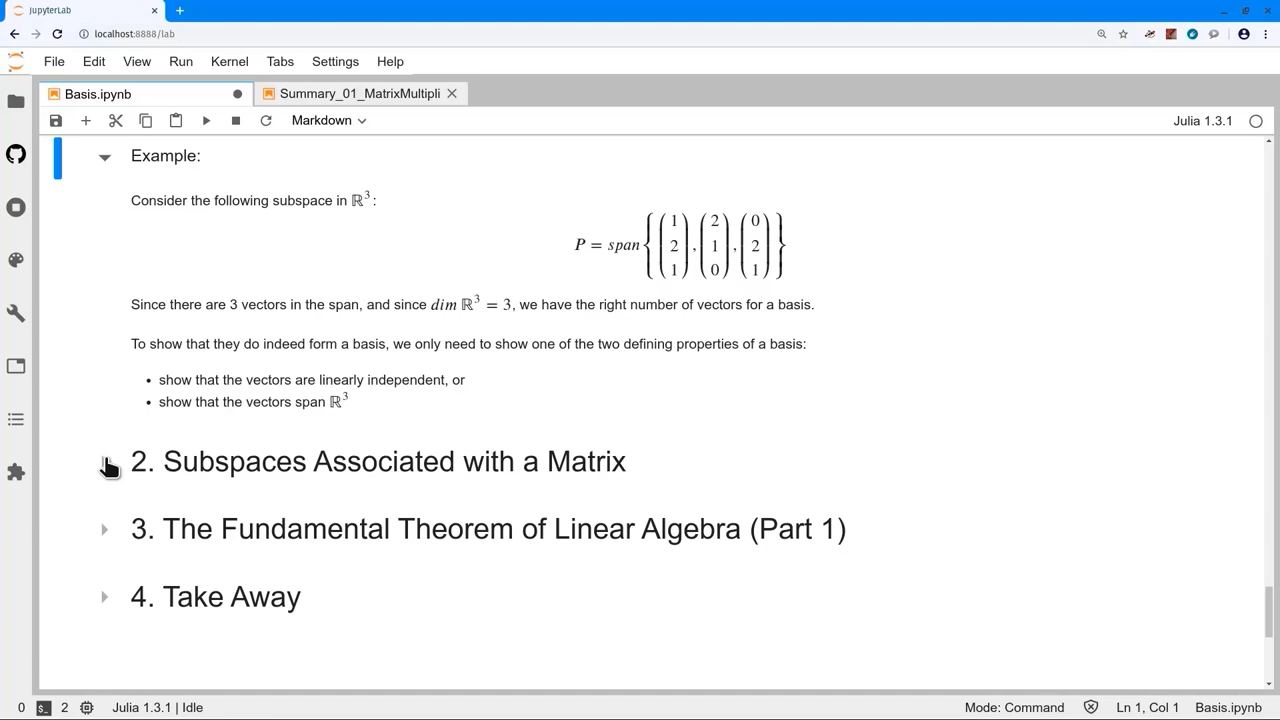 JupyterLab
localhost:8888/lab
File Edit View Run Kernel Tabs Settings Help
Basis.ipynb
Summary_01_MatrixMultipli
Markdown
Julia 1.3.1
Example:
Consider the following subspace in ℝ³:
P = span { (1 2 1), (2 1 0), (0 2 1) }
Since there are 3 vectors in the span, and since dim ℝ³ = 3, we have the right number of vectors for a basis.
To show that they do indeed form a basis, we only need to show one of the two defining properties of a basis:
• show that the vectors are linearly independent, or
• show that the vectors span ℝ³
2. Subspaces Associated with a Matrix
3. The Fundamental Theorem of Linear Algebra (Part 1)
4. Take Away
0 2 Julia 1.3.1 | Idle Mode: Command Ln 1, Col 1 Basis.ipynb